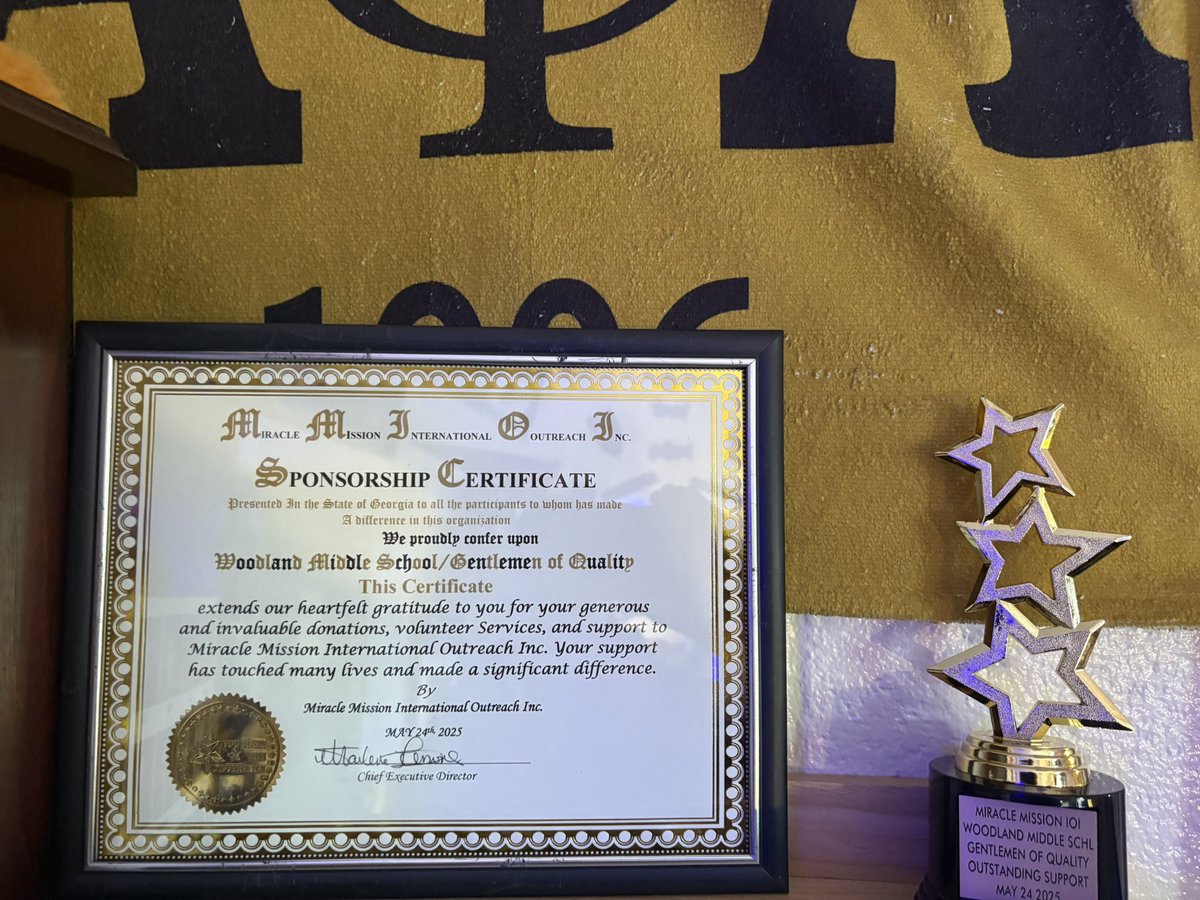 ΑΦΑ
1906
Miracle Mission International Outreach Inc.
Sponsorship Certificate
Presented In the State of Georgia to all the participants to whom has made
A difference in this organization
We proudly confer upon
Woodland Middle School/Gentlemen of Quality
This Certificate
extends our heartfelt gratitude to you for your generous
and invaluable donations, volunteer Services, and support to
Miracle Mission International Outreach Inc. Your support
has touched many lives and made a significant difference.
By
Miracle Mission International Outreach Inc.
MAY 24th, 2025
Chief Executive Director
MIRACLE MISSION IOI
WOODLAND MIDDLE SCHL
GENTLEMEN OF QUALITY
OUTSTANDING SUPPORT
MAY 24 2025